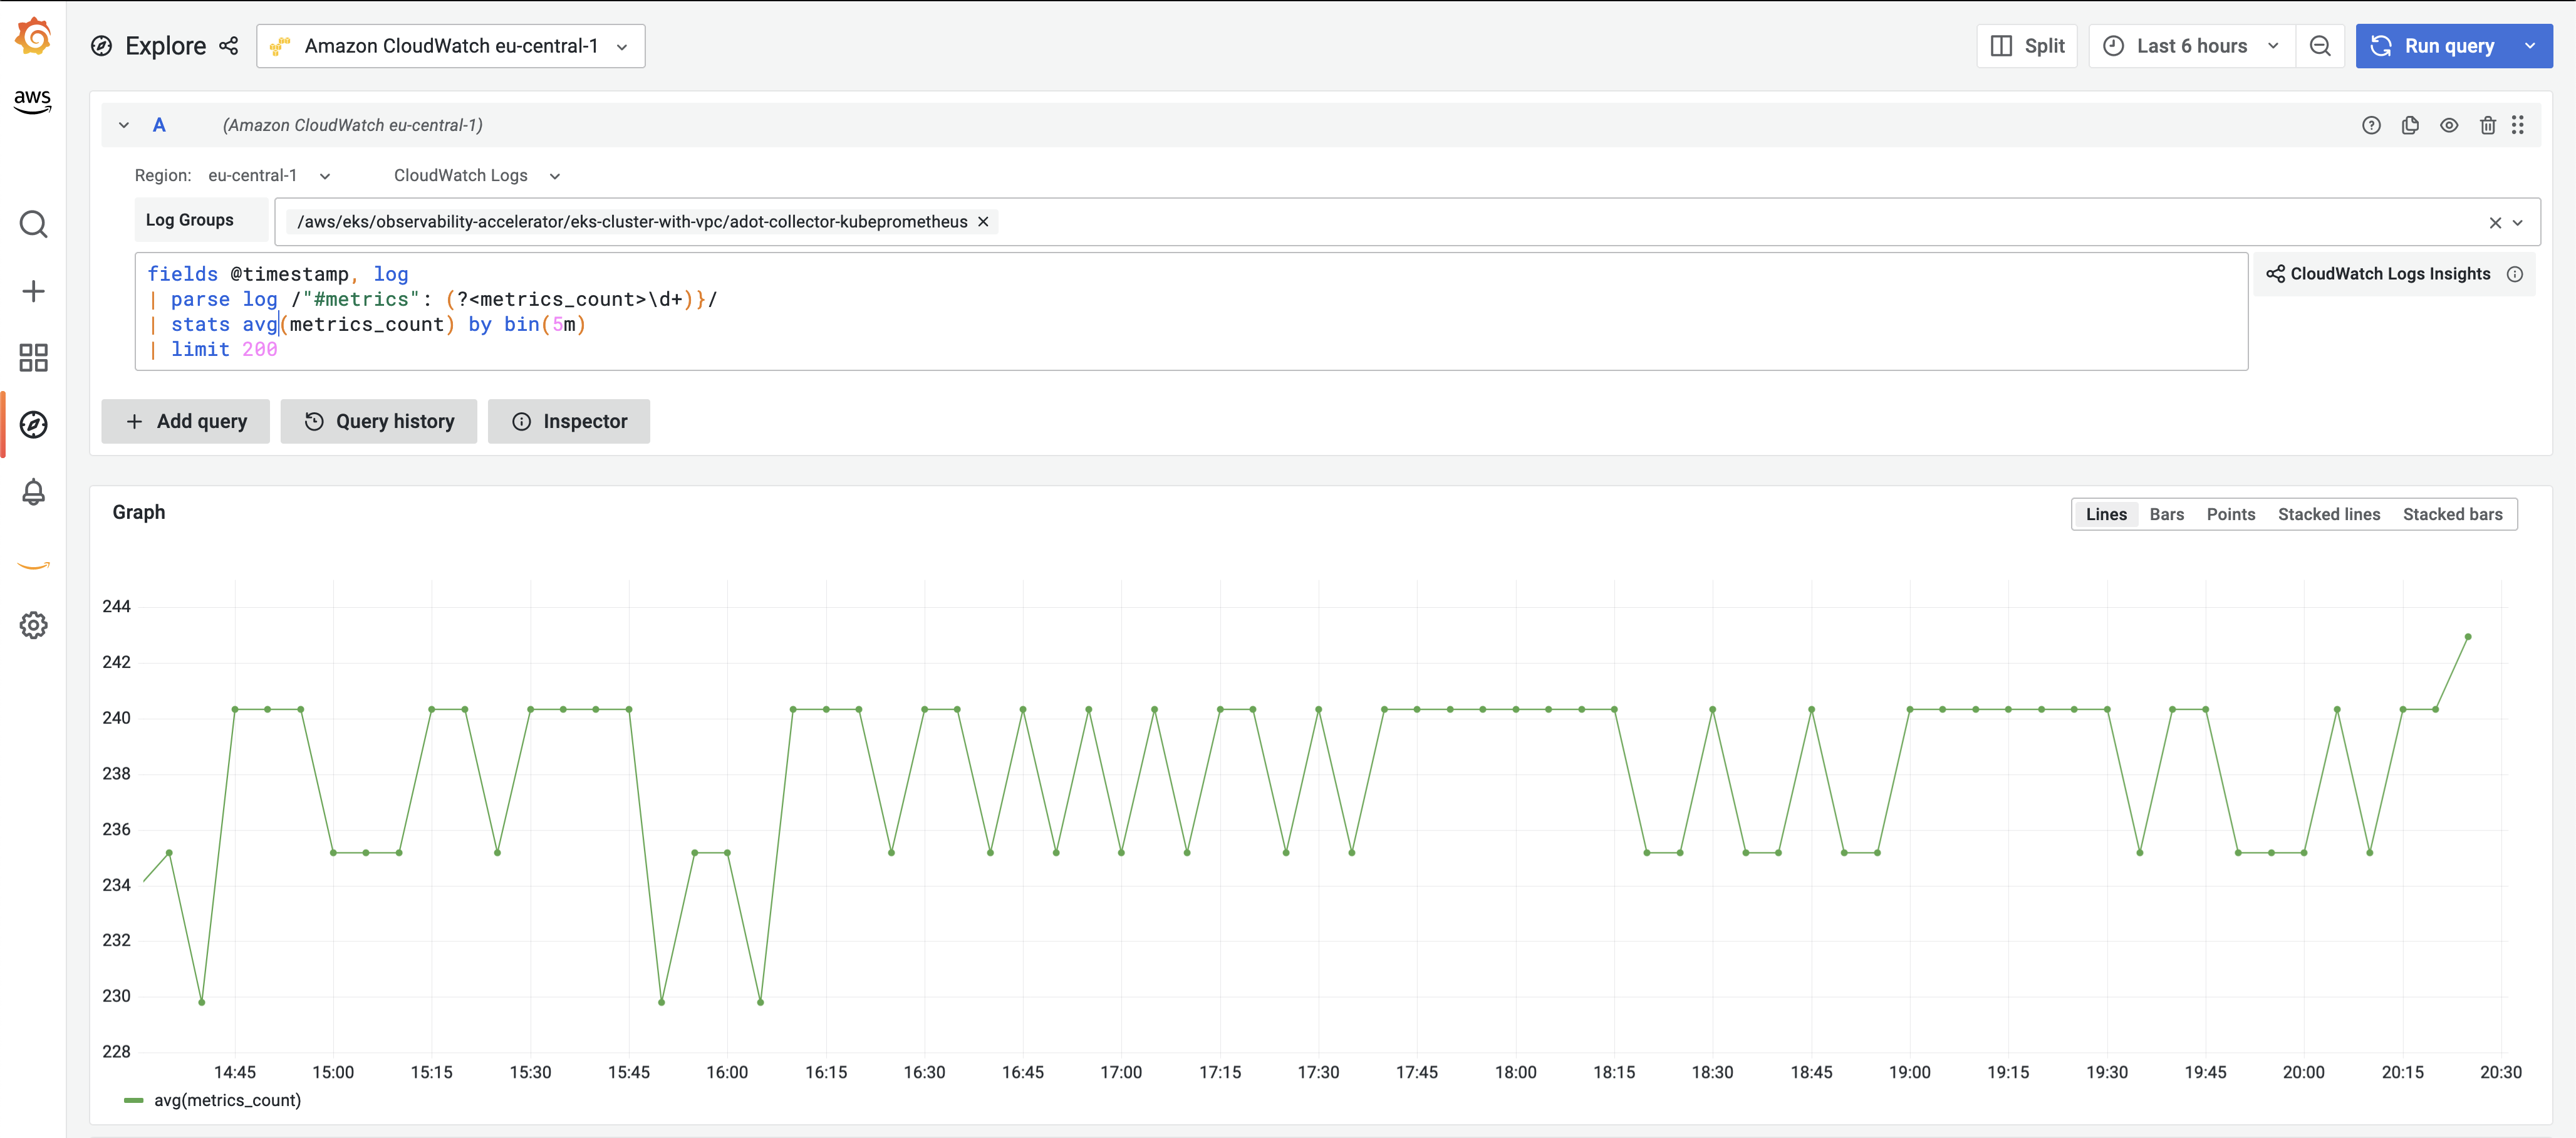 Explore
Amazon CloudWatch eu-central-1
Split
Last 6 hours
Run query
aws
A
(Amazon CloudWatch eu-central-1)
Region: eu-central-1
CloudWatch Logs
Log Groups
/aws/eks/observability-accelerator/eks-cluster-with-vpc/adot-collector-kubeprometheus
fields @timestamp, log
| parse log /"#metrics": (?<metrics_count>\d+)}/
| stats avg(metrics_count) by bin(5m)
| limit 200
CloudWatch Logs Insights
+ Add query
Query history
Inspector
Graph
Lines Bars Points Stacked lines Stacked bars
244
242
240
238
236
234
232
230
228
14:45 15:00 15:15 15:30 15:45 16:00 16:15 16:30 16:45 17:00 17:15 17:30 17:45 18:00 18:15 18:30 18:45 19:00 19:15 19:30 19:45 20:00 20:15 20:30
avg(metrics_count)